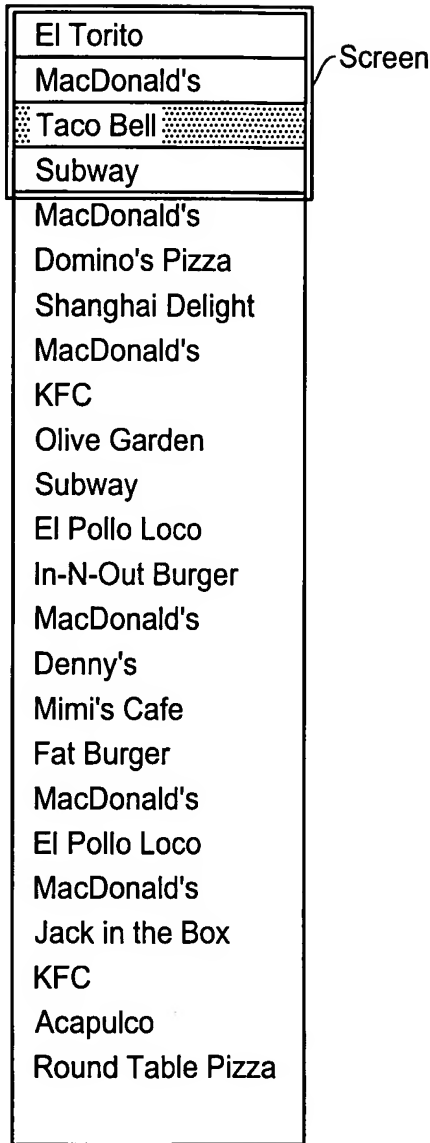 El Torito
Screen
MacDonald's
Taco Bell
Subway
MacDonald's
Domino's Pizza
Shanghai Delight
MacDonald's
KFC
Olive Garden
Subway
El Pollo Loco
In-N-Out Burger
MacDonald's
Denny's
Mimi's Cafe
Fat Burger
MacDonald's
El Pollo Loco
MacDonald's
Jack in the Box
KFC
Acapulco
Round Table Pizza